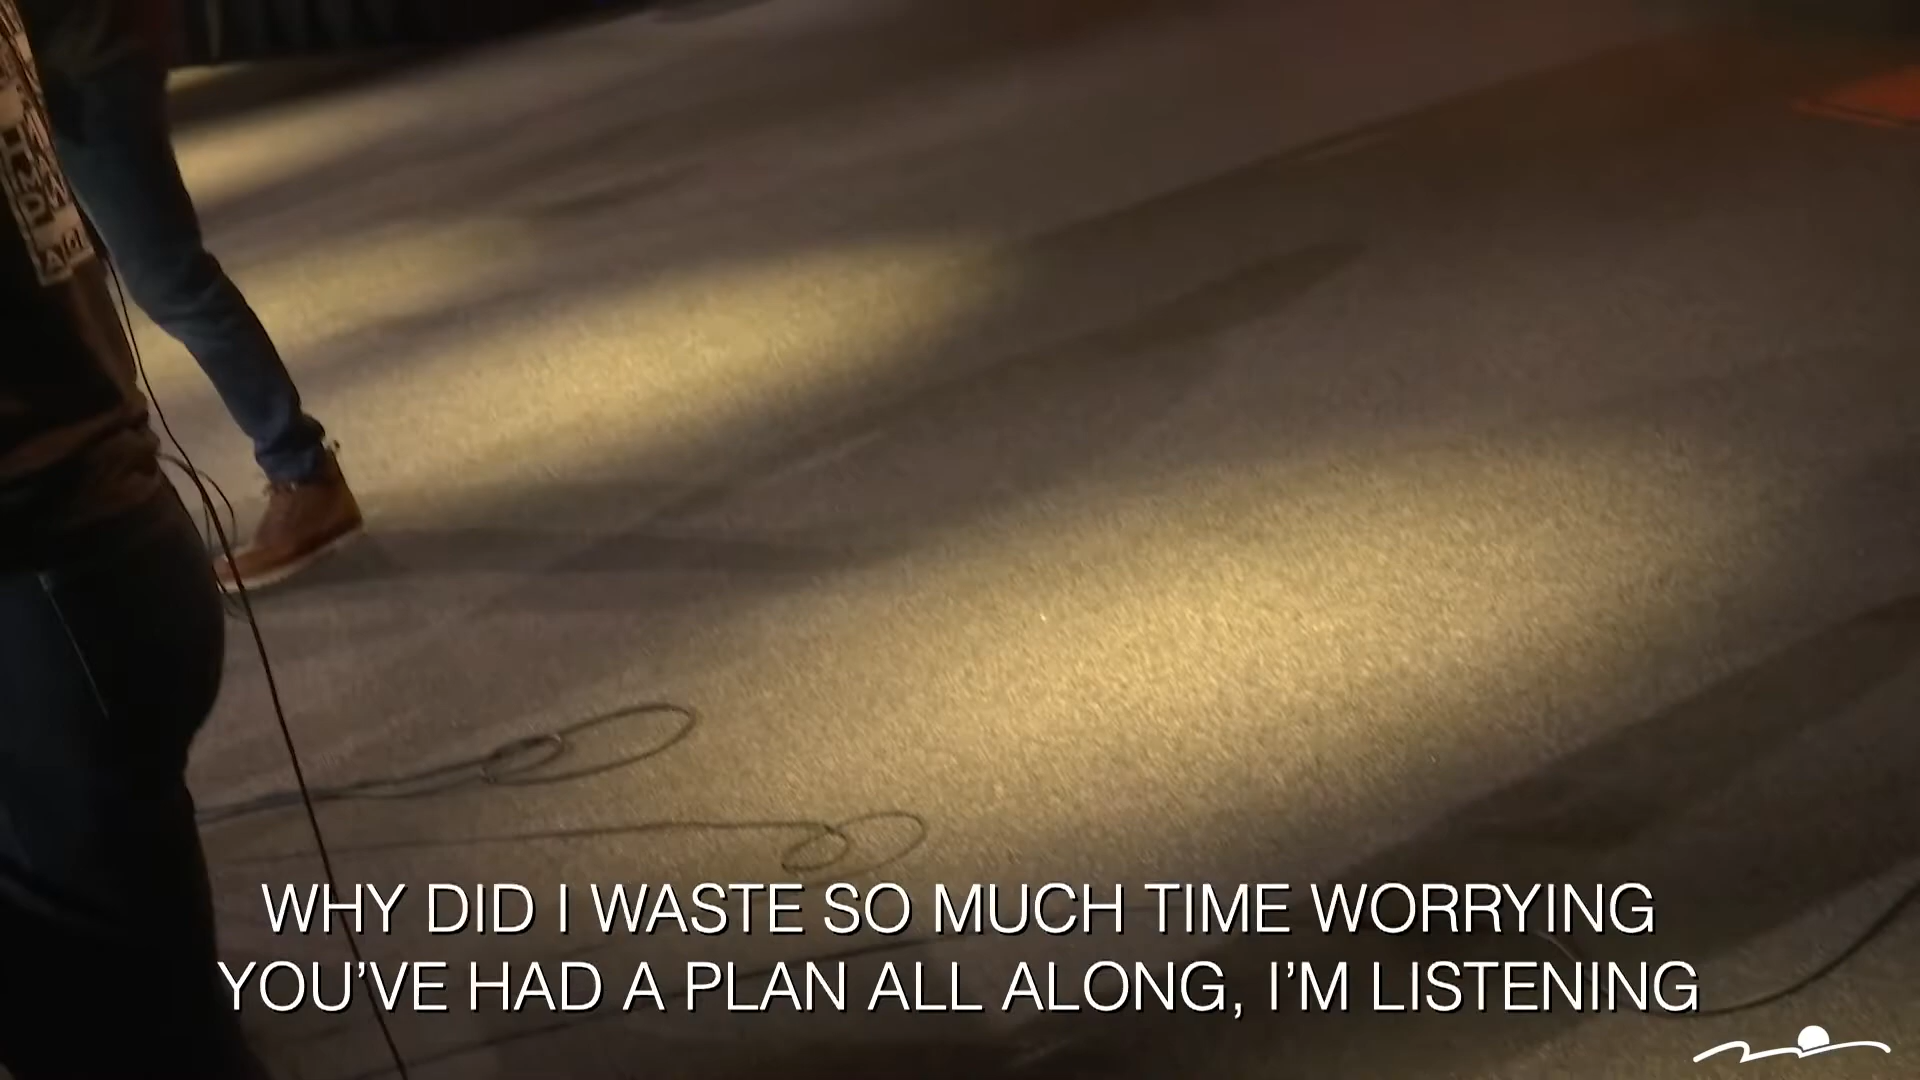 WHY DID I WASTE SO MUCH TIME WORRYING
YOU'VE HAD A PLAN ALL ALONG, I'M LISTENING